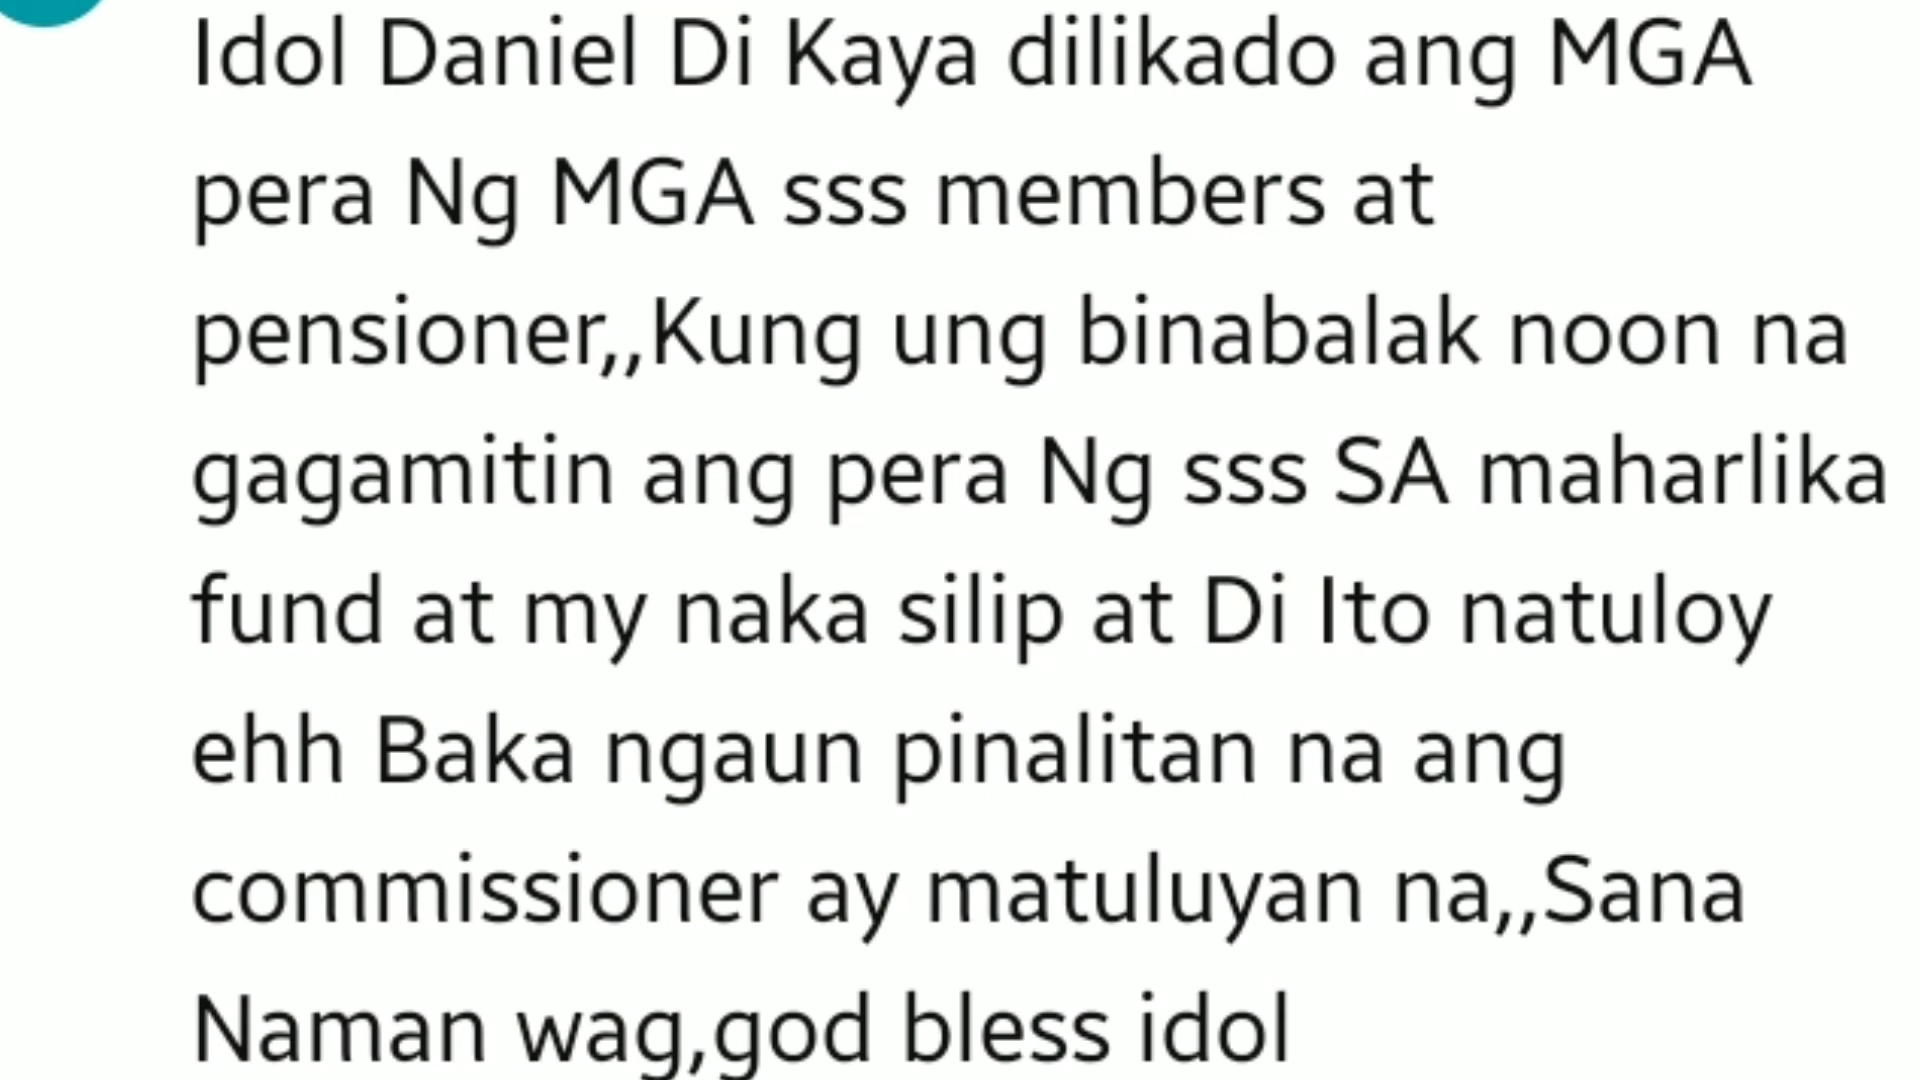 Idol Daniel Di Kaya dilikado ang MGA
pera Ng MGA sss members at
pensioner,,Kung ung binabalak noon na
gagamitin ang pera Ng sss SA maharlika
fund at my naka silip at Di Ito natuloy
ehh Baka ngaun pinalitan na ang
commissioner ay matuluyan na,,Sana
Naman wag,god bless idol